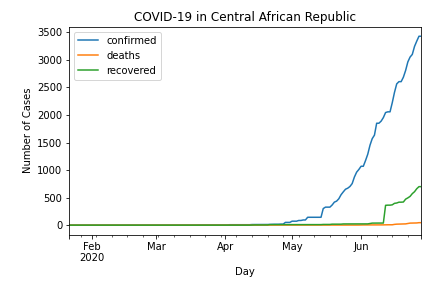 COVID-19 in Central African Republic
confirmed
deaths
recovered
Number of Cases
3500
3000
2500
2000
1500
1000
500
0
Feb
2020
Mar
Apr
May
Jun
Day